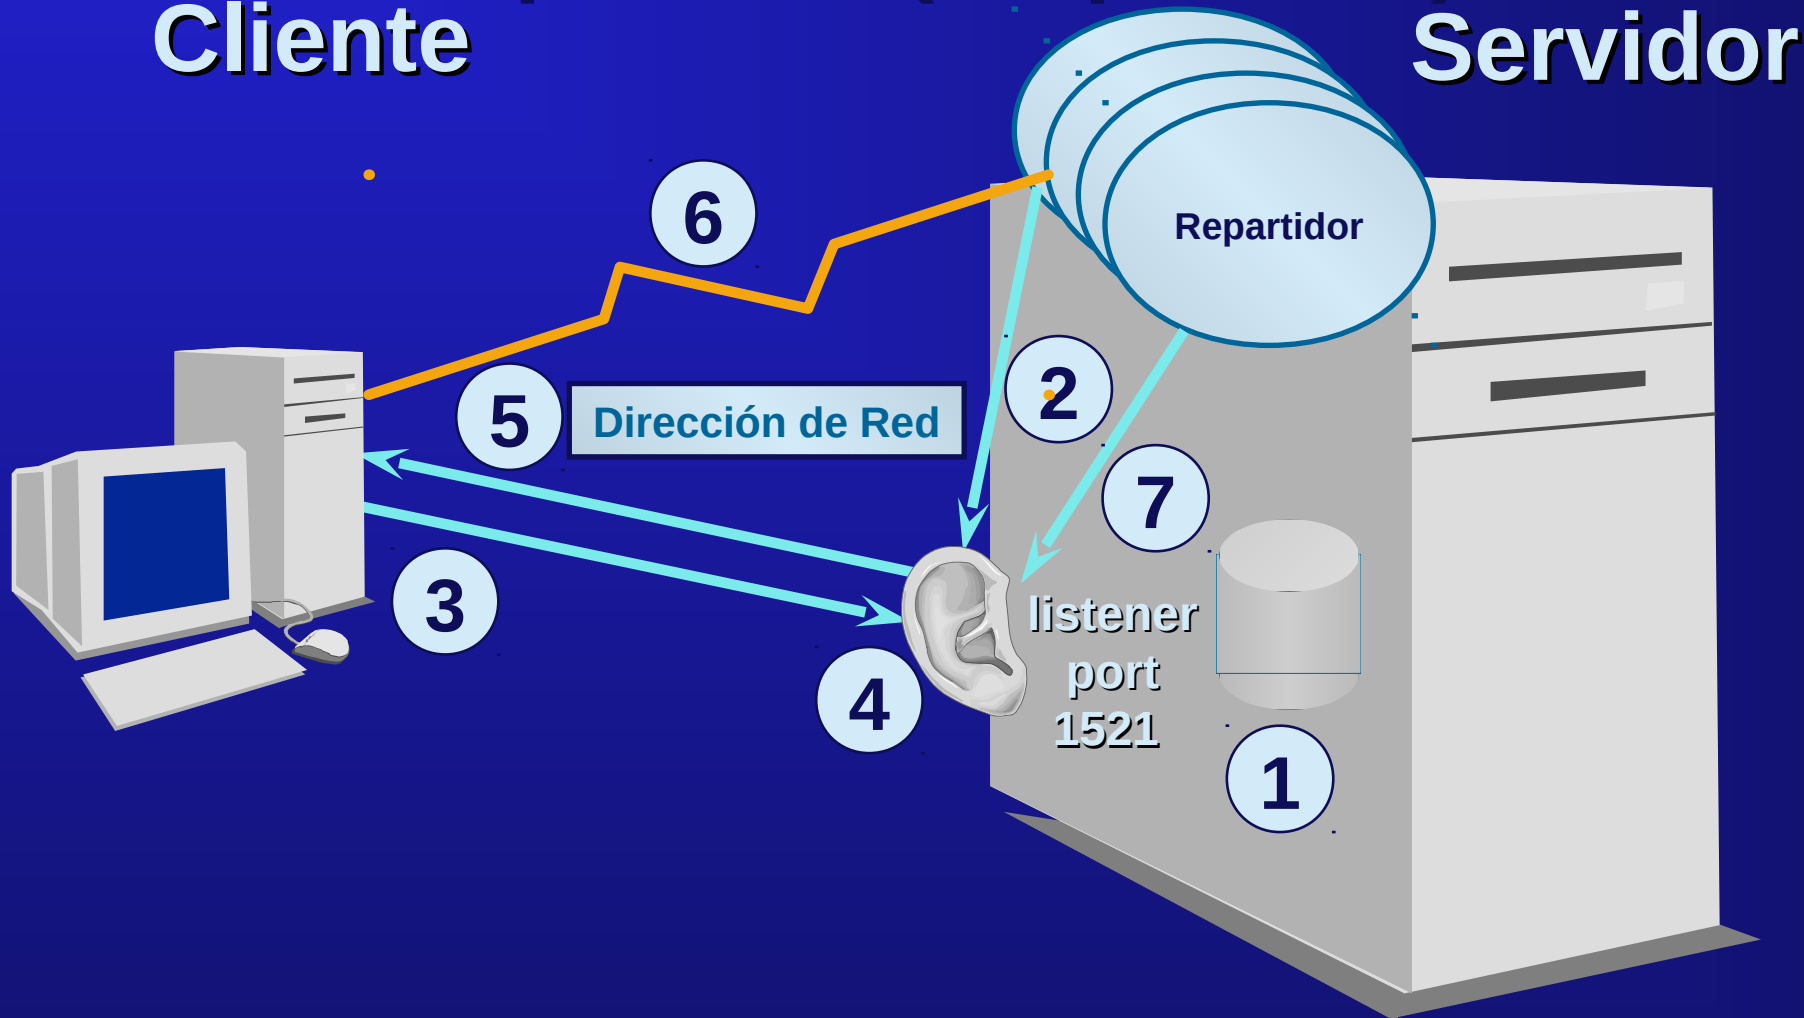 Cliente
Servidor
6
Repartidor
5
Dirección de Red
2
7
3
listener
port
1521
4
1